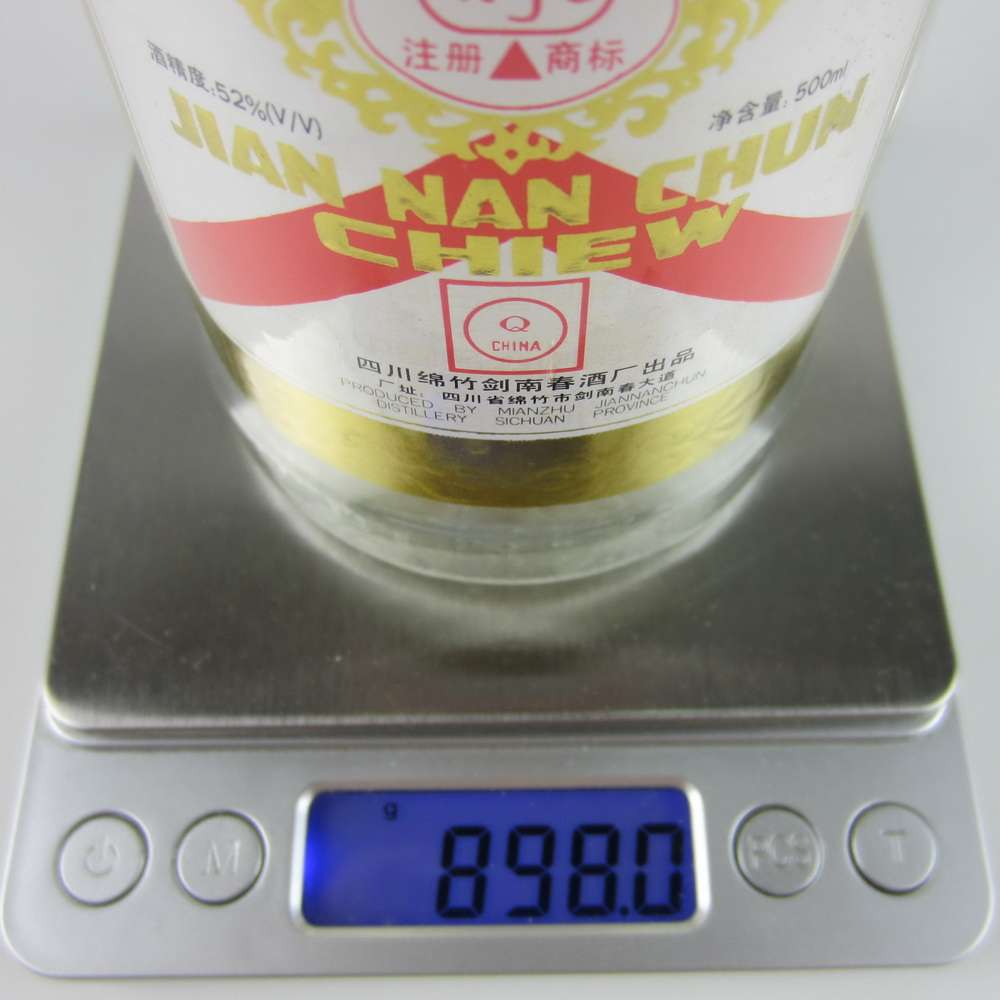 注册 商标
酒精度:52%(V/V)
净含量: 500ml
JIAN NAN CHUN
CHIEW
Q
CHINA
四川绵竹剑南春酒厂出品
厂址: 四川省绵竹市剑南春大道
PRODUCED BY MIANZHU JIANNANCHUN
DISTILLERY SICHUAN PROVINCE
g
898.0
M
PCS
T